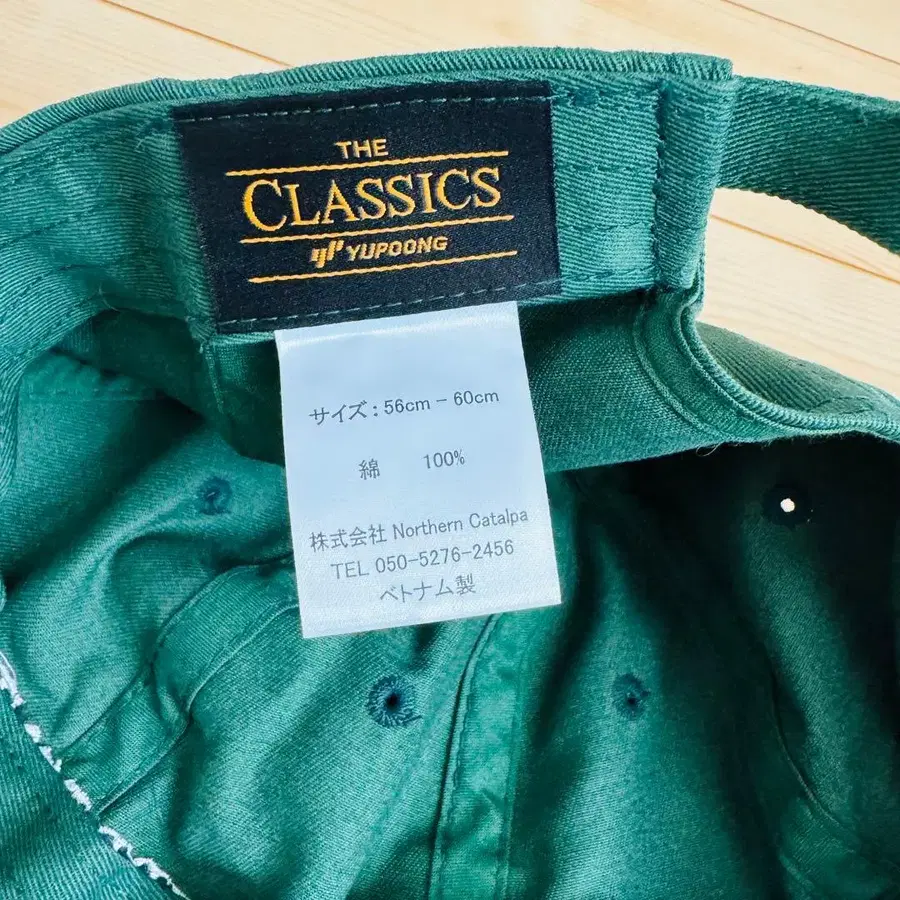 THE
CLASSICS
YP YUPOONG
サイズ：56cm − 60cm
綿 100%
株式会社 Northern Catalpa
TEL 050-5276-2456
ベトナム製